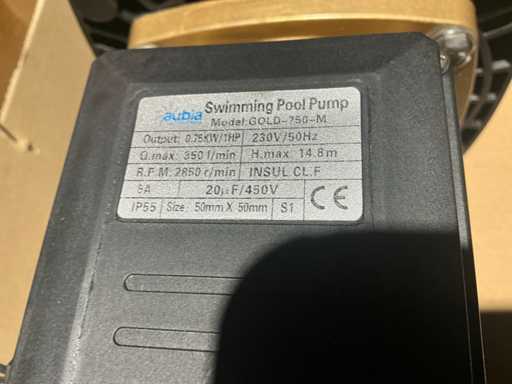 aubia Swimming Pool Pump
Model:GOLD-750-M
Output: 0.75KW/1HP 230V/50Hz
Q.max: 350 l/min H.max: 14.8m
R.P.M. 2850 r/min INSUL.CL.F
5A 20µF/450V
IP55 Size: 50mm X 50mm S1 CE